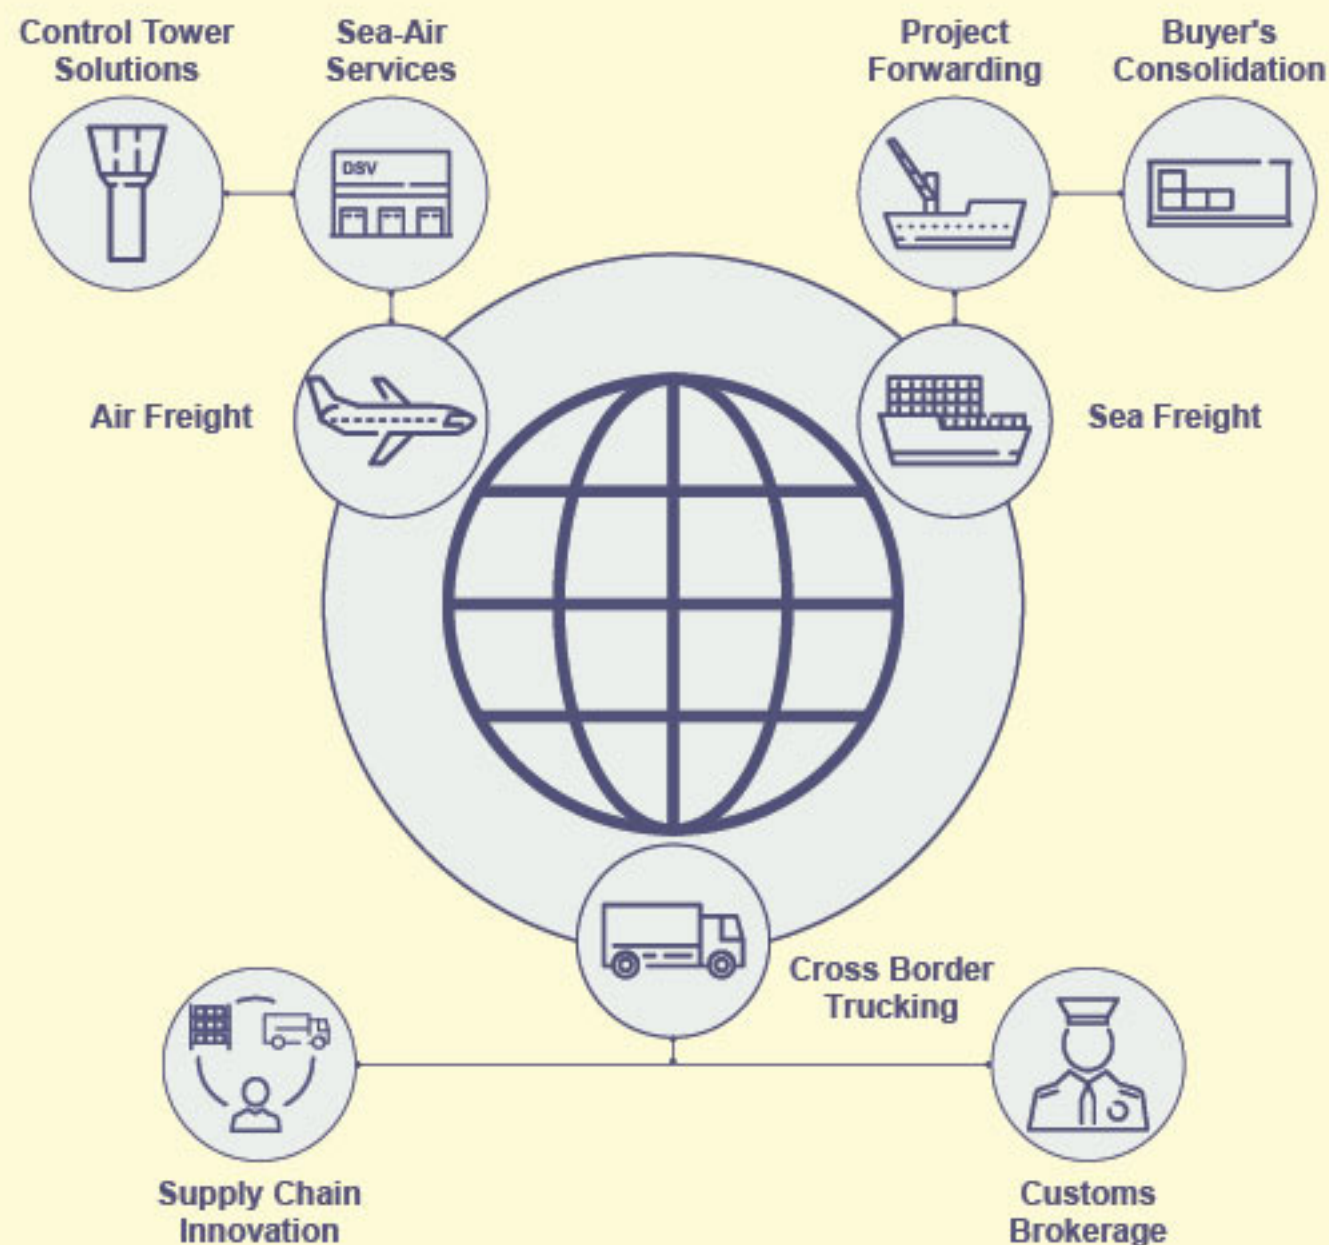 Control Tower
Solutions
Sea-Air
Services
Project
Forwarding
Buyer's
Consolidation
DSV
Air Freight
Sea Freight
Cross Border
Trucking
Supply Chain
Innovation
Customs
Brokerage